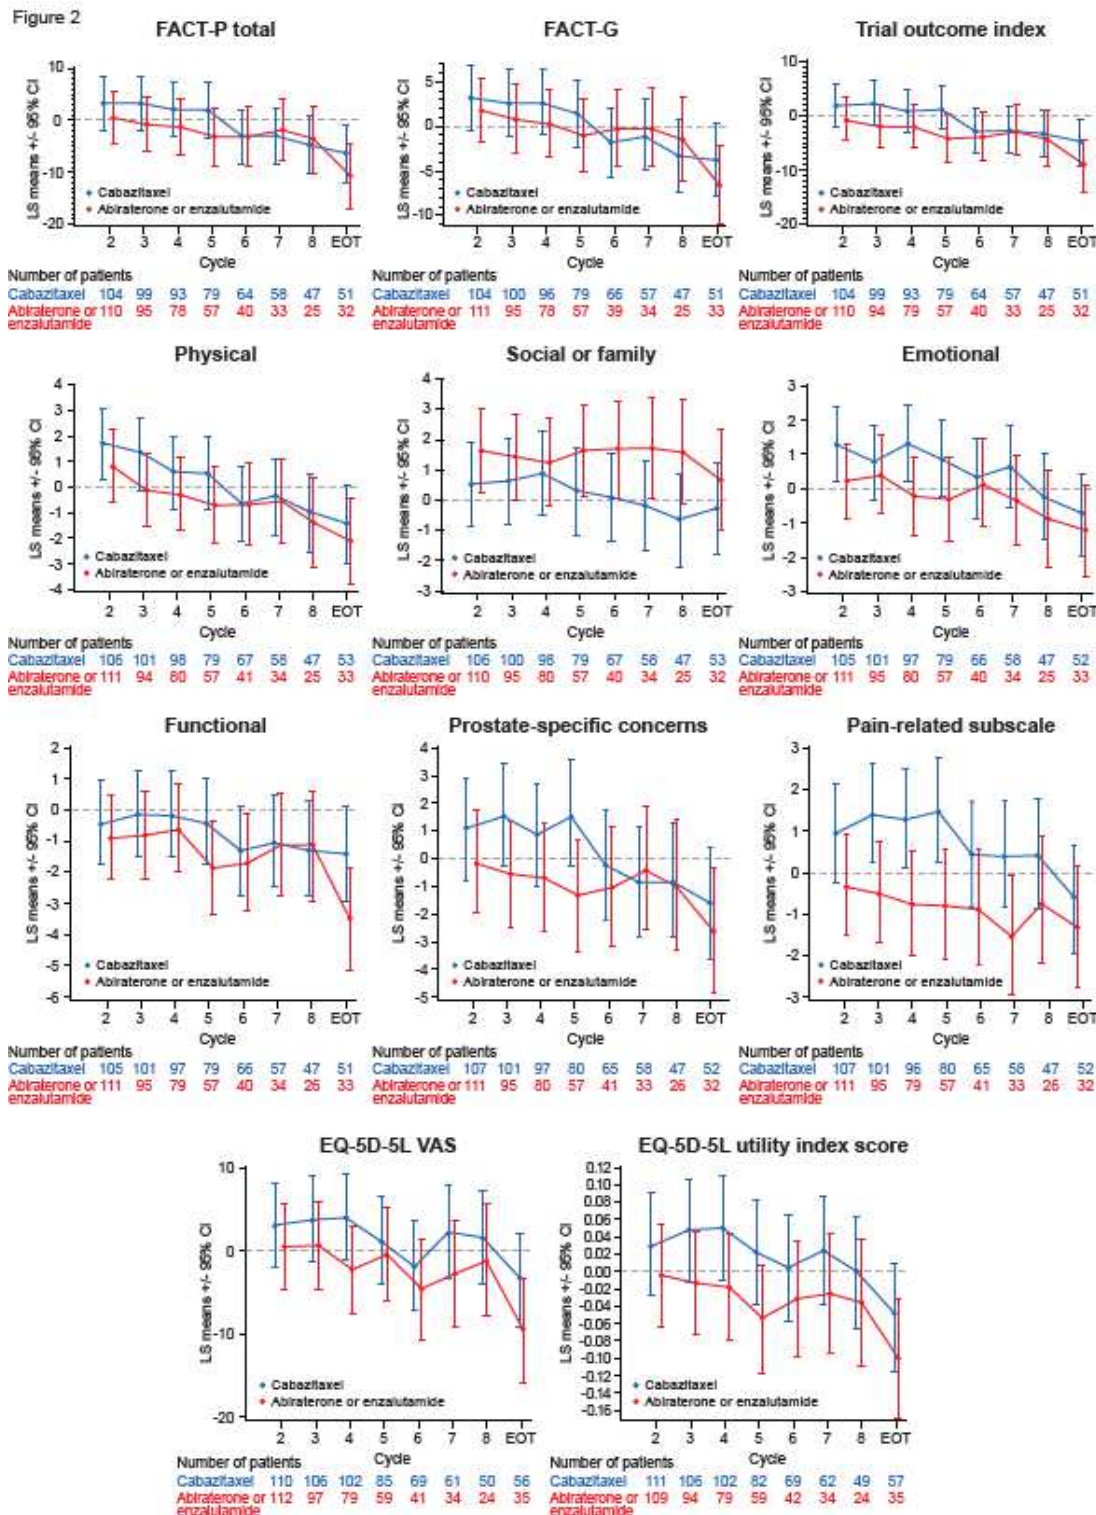 Figure 2
FACT-P total
LS means +/- 95% CI
10
0
-10
-20
Cabazitaxel
Abiraterone or enzalutamide
2 3 4 5 6 7 8 EOT
Cycle
Number of patients
Cabazitaxel 104 99 93 79 64 58 47 51
Abiraterone or 110 95 78 57 40 33 25 32
enzalutamide
FACT-G
LS means +/- 95% CI
5
0
-5
-10
Cabazitaxel
Abiraterone or enzalutamide
2 3 4 5 6 7 8 EOT
Cycle
Number of patients
Cabazitaxel 104 100 96 79 66 57 47 51
Abiraterone or 111 95 78 57 39 34 25 33
enzalutamide
Trial outcome index
LS means +/- 95% CI
10
0
-10
-20
Cabazitaxel
Abiraterone or enzalutamide
2 3 4 5 6 7 8 EOT
Cycle
Number of patients
Cabazitaxel 104 99 93 79 64 57 47 51
Abiraterone or 110 94 79 57 40 33 25 32
enzalutamide
Physical
LS means +/- 95% CI
4
3
2
1
0
-1
-2
-3
-4
Cabazitaxel
Abiraterone or enzalutamide
2 3 4 5 6 7 8 EOT
Cycle
Number of patients
Cabazitaxel 106 101 98 79 67 58 47 53
Abiraterone or 111 94 80 57 41 34 25 33
enzalutamide
Social or family
LS means +/- 95% CI
4
3
2
1
0
-1
-2
-3
Cabazitaxel
Abiraterone or enzalutamide
2 3 4 5 6 7 8 EOT
Cycle
Number of patients
Cabazitaxel 106 100 98 79 67 58 47 53
Abiraterone or 110 95 80 57 40 34 25 32
enzalutamide
Emotional
LS means +/- 95% CI
3
2
1
0
-1
-2
-3
Cabazitaxel
Abiraterone or enzalutamide
2 3 4 5 6 7 8 EOT
Cycle
Number of patients
Cabazitaxel 105 101 97 79 66 58 47 52
Abiraterone or 111 95 80 57 40 34 25 33
enzalutamide
Functional
LS means +/- 95% CI
2
1
0
-1
-2
-3
-4
-5
-6
Cabazitaxel
Abiraterone or enzalutamide
2 3 4 5 6 7 8 EOT
Cycle
Number of patients
Cabazitaxel 105 101 97 79 66 57 47 51
Abiraterone or 111 95 79 57 40 34 26 33
enzalutamide
Prostate-specific concerns
LS means +/- 95% CI
4
3
2
1
0
-1
-2
-3
-4
-5
Cabazitaxel
Abiraterone or enzalutamide
2 3 4 5 6 7 8 EOT
Cycle
Number of patients
Cabazitaxel 107 101 97 80 65 58 47 52
Abiraterone or 111 95 80 57 41 33 26 32
enzalutamide
Pain-related subscale
LS means +/- 95% CI
3
2
1
0
-1
-2
-3
Cabazitaxel
Abiraterone or enzalutamide
2 3 4 5 6 7 8 EOT
Cycle
Number of patients
Cabazitaxel 107 101 96 80 65 58 47 52
Abiraterone or 111 95 79 57 41 33 26 32
enzalutamide
EQ-5D-5L VAS
LS means +/- 95% CI
10
0
-10
-20
Cabazitaxel
Abiraterone or enzalutamide
2 3 4 5 6 7 8 EOT
Cycle
Number of patients
Cabazitaxel 110 106 102 85 69 61 50 56
Abiraterone or 112 97 79 59 41 34 24 35
enzalutamide
EQ-5D-5L utility index score
LS means +/- 95% CI
0.12
0.10
0.08
0.06
0.04
0.02
0.00
-0.02
-0.04
-0.06
-0.08
-0.10
-0.12
-0.14
-0.16
Cabazitaxel
Abiraterone or enzalutamide
2 3 4 5 6 7 8 EOT
Cycle
Number of patients
Cabazitaxel 111 106 102 82 69 62 49 57
Abiraterone or 109 94 79 59 42 34 24 35
enzalutamide